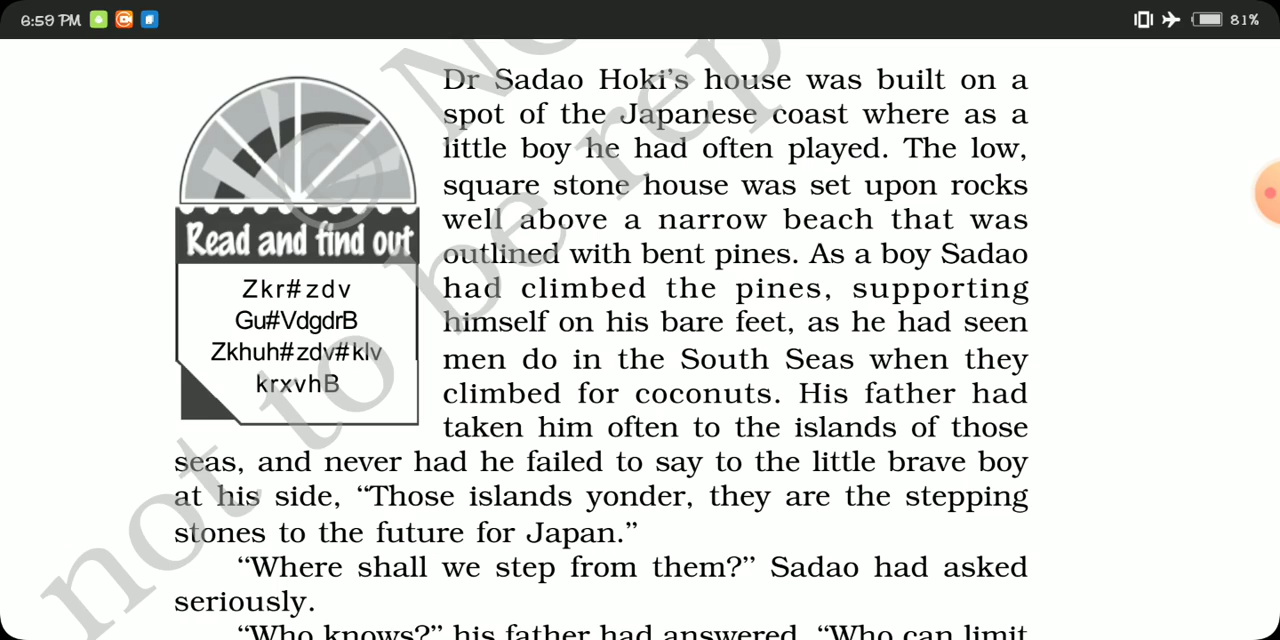 6:59 PM
81%
Dr Sadao Hoki’s house was built on a
spot of the Japanese coast where as a
little boy he had often played. The low,
square stone house was set upon rocks
well above a narrow beach that was
outlined with bent pines. As a boy Sadao
had climbed the pines, supporting
himself on his bare feet, as he had seen
men do in the South Seas when they
climbed for coconuts. His father had
taken him often to the islands of those
seas, and never had he failed to say to the little brave boy
at his side, “Those islands yonder, they are the stepping
stones to the future for Japan.”
“Where shall we step from them?” Sadao had asked
seriously.
“Who knows?” his father had answered. “Who can limit
Read and find out
Zkr#zdv
Gu#VdgdrB
Zkhuh#zdv#klv
krxvhB
not to be rep